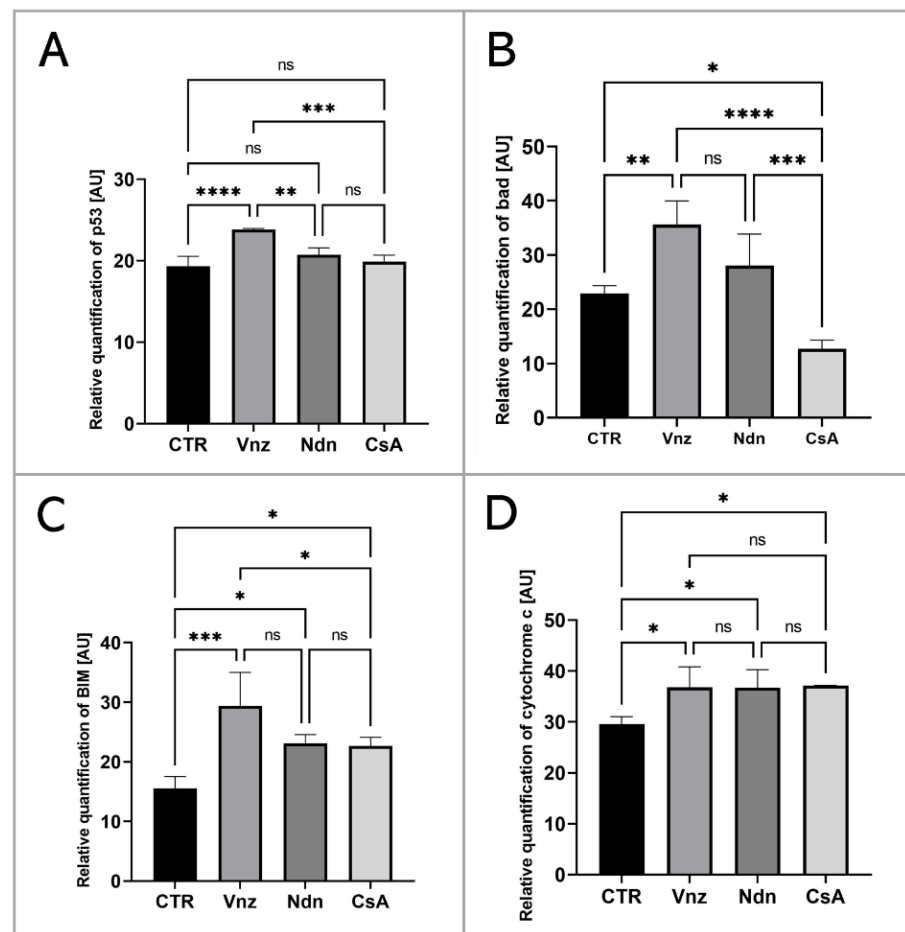 A
ns
***
ns
**** ** ns
Relative quantification of p53 [AU]
30
20
10
0
CTR Vnz Ndn CsA
B
*
****
** ns ***
Relative quantification of bad [AU]
50
40
30
20
10
0
CTR Vnz Ndn CsA
C
*
*
*
*** ns ns
Relative quantification of BIM [AU]
40
30
20
10
0
CTR Vnz Ndn CsA
D
*
ns
*
* ns ns
Relative quantification of cytochrome c [AU]
50
40
30
20
10
0
CTR Vnz Ndn CsA